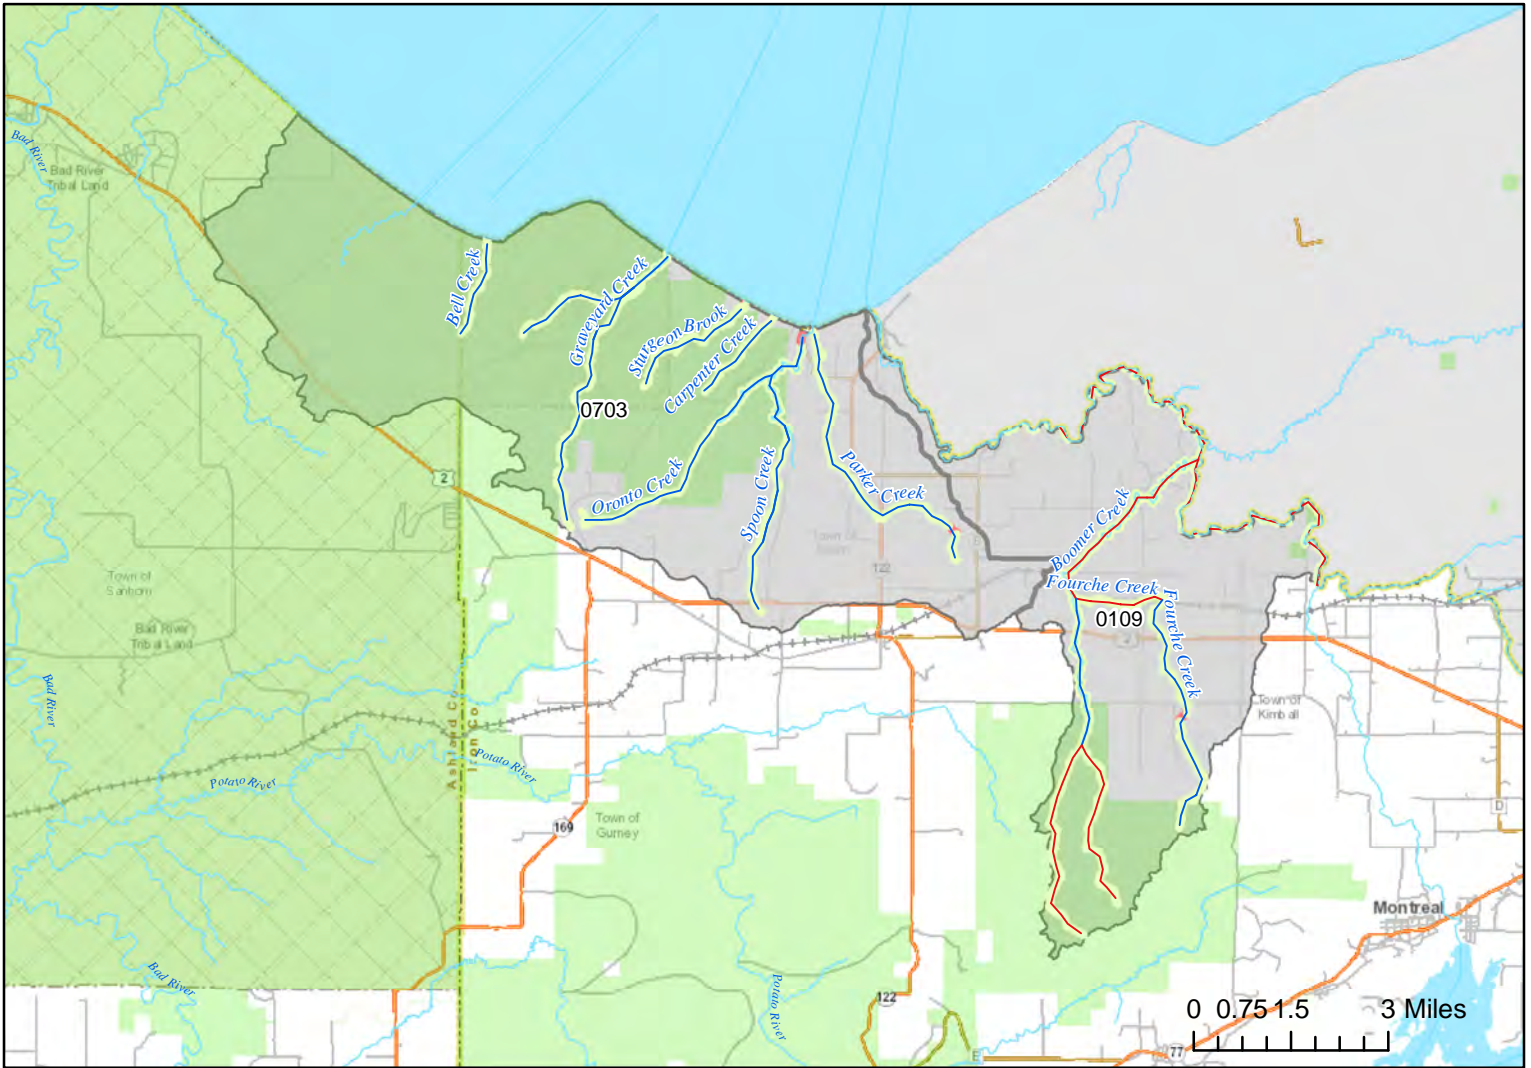 Bad River
Bad River
Tribal Land
Bell Creek
Graveyard Creek
Sturgeon Brook
Carpenter Creek
0703
Oronto Creek
Spoon Creek
Parker Creek
2
Town of
122
Boomer Creek
Fourche Creek
0109
Fourche Creek
2
Town of
Sanborn
Bad River
Tribal Land
Bad River
Ashland Co
Iron Co
Potato River
Potato River
Town of
Kimball
169
Town of
Gurney
D
Montreal
Bad River
Potato River
122
0 0.75 1.5 3 Miles
E
77